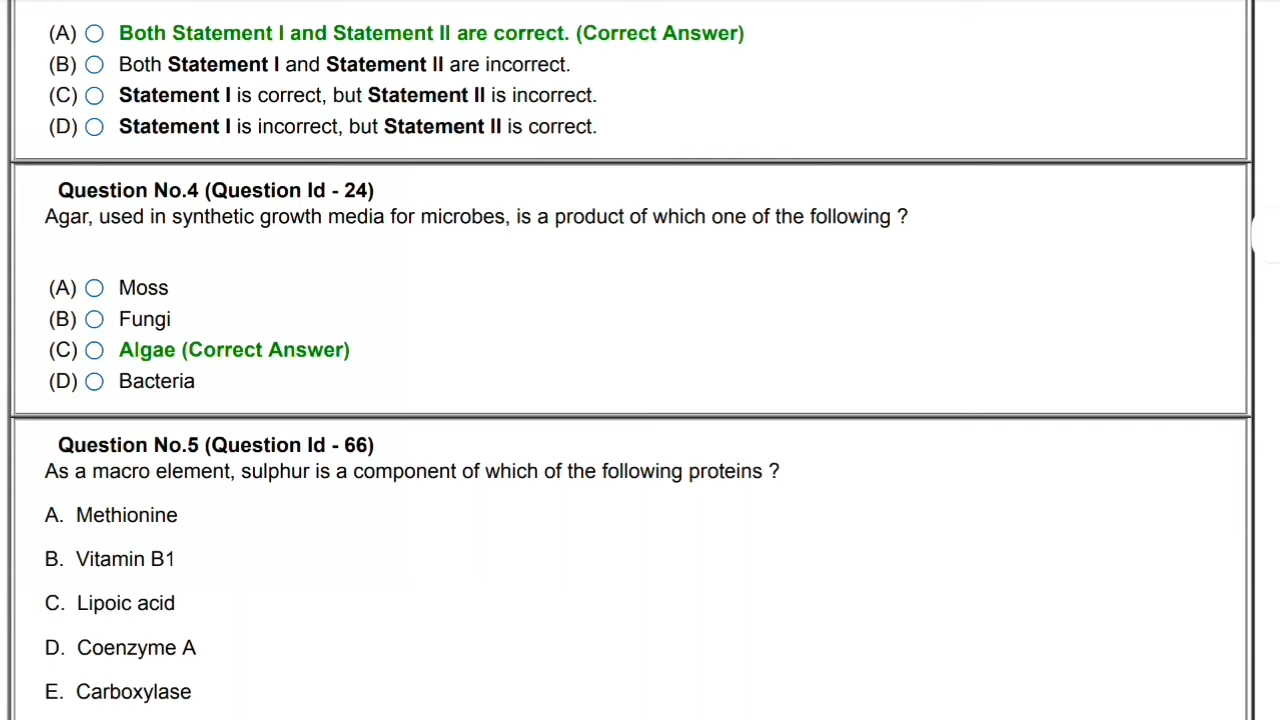 (A) Both Statement I and Statement II are correct. (Correct Answer)
(B) Both Statement I and Statement II are incorrect.
(C) Statement I is correct, but Statement II is incorrect.
(D) Statement I is incorrect, but Statement II is correct.
Question No.4 (Question Id - 24)
Agar, used in synthetic growth media for microbes, is a product of which one of the following ?
(A) Moss
(B) Fungi
(C) Algae (Correct Answer)
(D) Bacteria
Question No.5 (Question Id - 66)
As a macro element, sulphur is a component of which of the following proteins ?
A. Methionine
B. Vitamin B1
C. Lipoic acid
D. Coenzyme A
E. Carboxylase